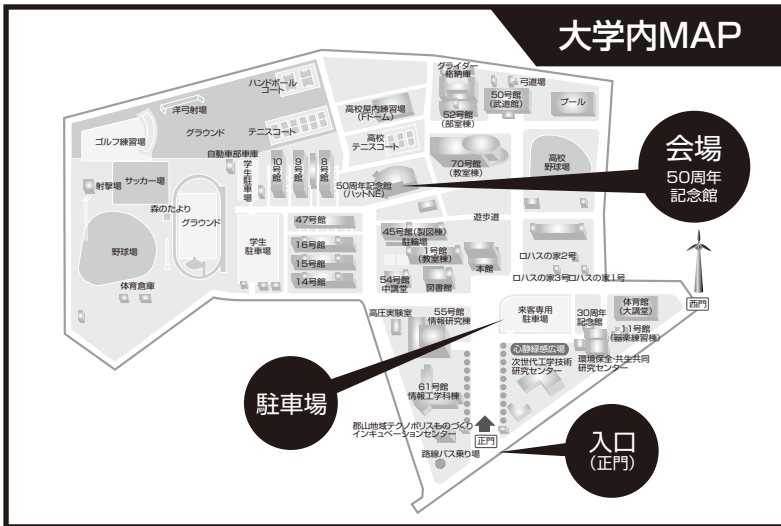 大学内MAP
グライダー
格納庫
弓道場
ハンドボール
コート
50号館
(武道館)
プール
洋弓射場
高校屋内練習場
(Fドーム)
52号館
(部室棟)
グラウンド
テニスコート
ゴルフ練習場
高校
テニスコート
会場
50周年
記念館
自動車部車庫
学生駐車場
10号館
9号館
8号館
70号館
(教室棟)
高校
野球場
射撃場
サッカー場
50周年記念館
(ハットNE)
森のたより
グラウンド
47号館
遊歩道
45号館(製図棟)
駐輪場
学生
駐車場
16号館
1号館
(教室棟)
本館
ロハスの家2号
野球場
15号館
ロハスの家3号
ロハスの家1号
14号館
54号館
中講堂
図書館
体育倉庫
西門
高圧実験室
55号館
情報研究棟
来客専用
駐車場
30周年
記念館
体育館
(大講堂)
11号館
(器楽練習棟)
心静緑感広場
次世代工学技術
研究センター
環境保全・共生共同
研究センター
駐車場
61号館
情報工学科棟
郡山地域テクノポリスものづくり
インキュベーションセンター
正門
入口
(正門)
路線バス乗り場